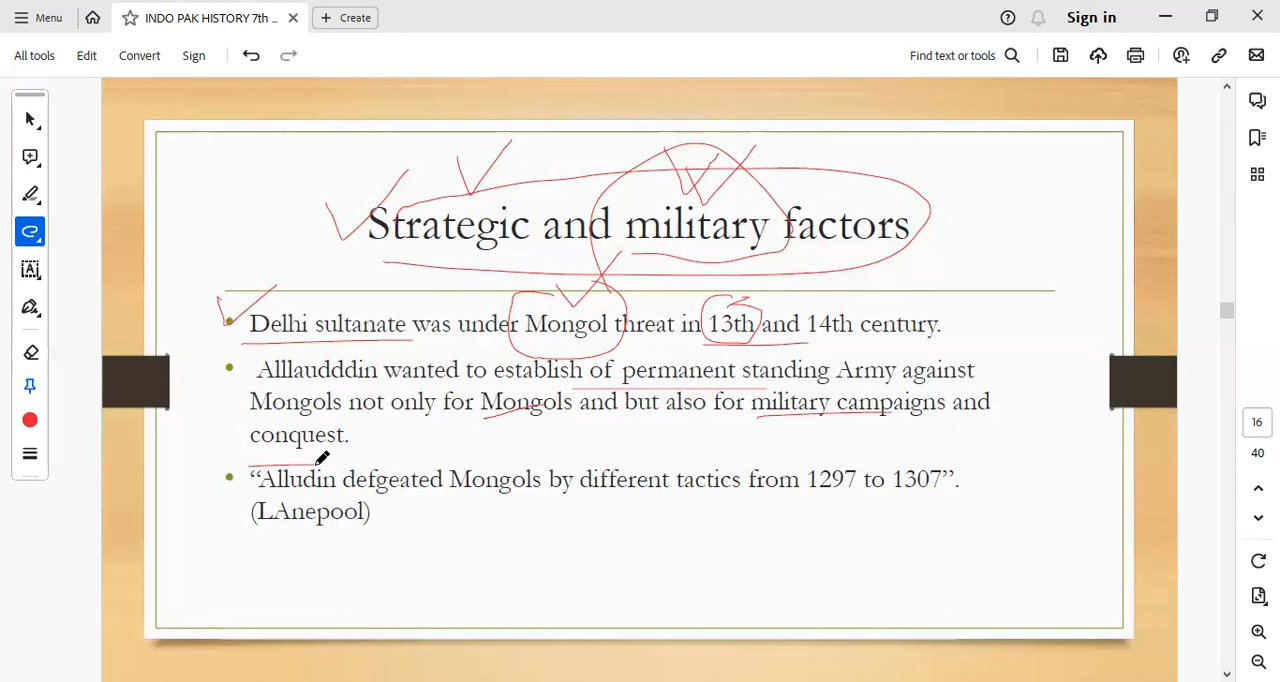 Menu
INDO PAK HISTORY 7th ...
Create
Sign in
All tools
Edit
Convert
Sign
Find text or tools
Strategic and military factors
Delhi sultanate was under Mongol threat in 13th and 14th century.
Alllaudddin wanted to establish of permanent standing Army against
Mongols not only for Mongols and but also for military campaigns and
conquest.
“Alludin defgeated Mongols by different tactics from 1297 to 1307”.
(LAnepool)
16
40